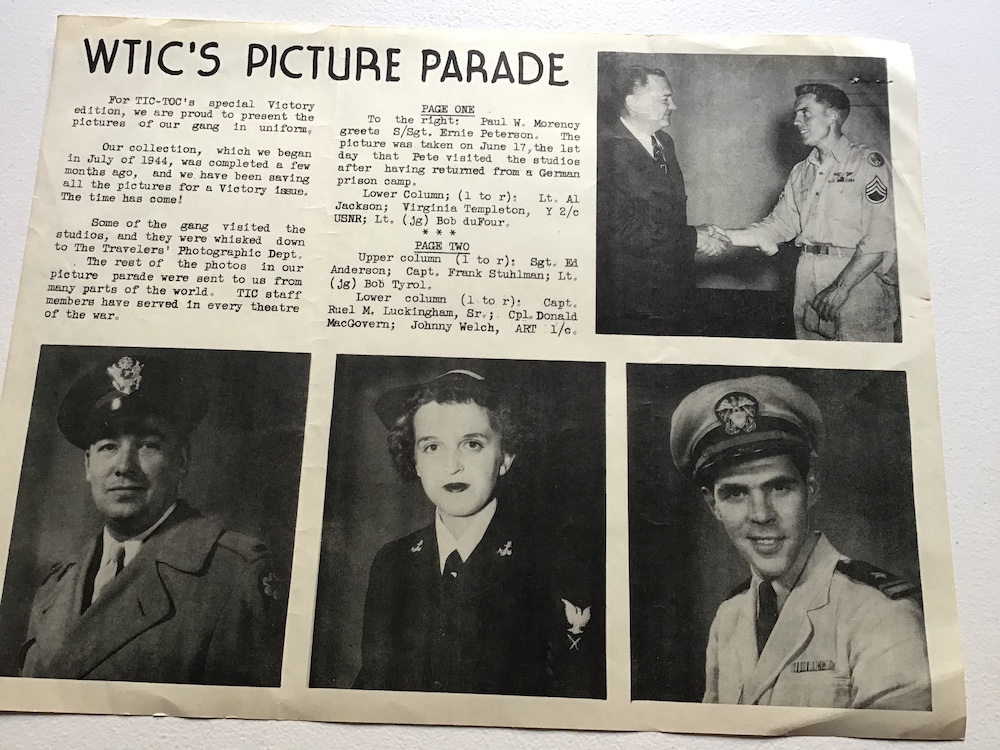 WTIC'S PICTURE PARADE
For TIC-TOC's special Victory
edition, we are proud to present the
pictures of our gang in uniform.
Our collection, which we began
in July of 1944, was completed a few
months ago, and we have been saving
all the pictures for a Victory issue.
The time has come!
Some of the gang visited the
studios, and they were whisked down
to The Travelers' Photographic Dept.
The rest of the photos in our
picture parade were sent to us from
many parts of the world. TIC staff
members have served in every theatre
of the war.
PAGE ONE
To the right: Paul W. Morency
greets S/Sgt. Ernie Peterson. The
picture was taken on June 17, the 1st
day that Pete visited the studios
after having returned from a German
prison camp.
Lower Column; (l to r): Lt. Al
Jackson; Virginia Templeton, Y 2/c
USNR; Lt. (jg) Bob duFour.
* * *
PAGE TWO
Upper column (l to r): Sgt. Ed
Anderson; Capt. Frank Stuhlman; Lt.
(jg) Bob Tyrol.
Lower column (l to r): Capt.
Ruel M. Luckingham, Sr.; Cpl. Donald
MacGovern; Johnny Welch, ART 1/c.